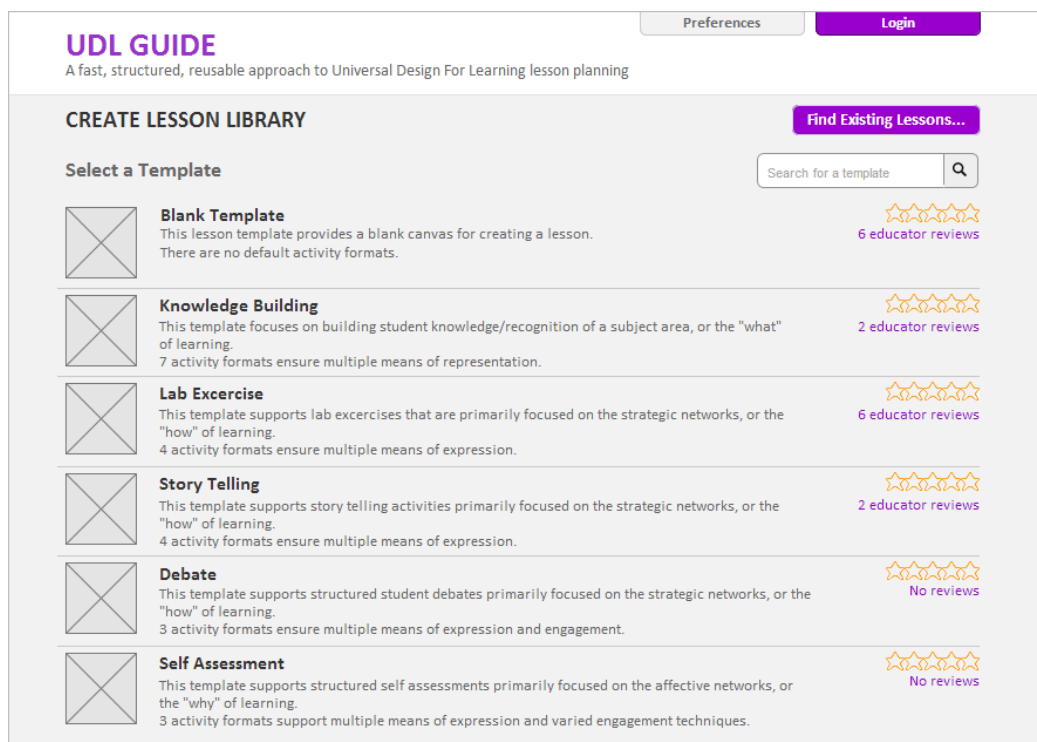 Preferences
Login
UDL GUIDE
A fast, structured, reusable approach to Universal Design For Learning lesson planning
CREATE LESSON LIBRARY
Find Existing Lessons...
Select a Template
Search for a template
Blank Template
This lesson template provides a blank canvas for creating a lesson.
There are no default activity formats.
6 educator reviews
Knowledge Building
This template focuses on building student knowledge/recognition of a subject area, or the "what"
of learning.
7 activity formats ensure multiple means of representation.
2 educator reviews
Lab Excercise
This template supports lab excercises that are primarily focused on the strategic networks, or the
"how" of learning.
4 activity formats ensure multiple means of expression.
6 educator reviews
Story Telling
This template supports story telling activities primarily focused on the strategic networks, or the
"how" of learning.
4 activity formats ensure multiple means of expression.
2 educator reviews
Debate
This template supports structured student debates primarily focused on the strategic networks, or the
"how" of learning.
3 activity formats ensure multiple means of expression and engagement.
No reviews
Self Assessment
This template supports structured self assessments primarily focused on the affective networks, or
the "why" of learning.
3 activity formats support multiple means of expression and varied engagement techniques.
No reviews